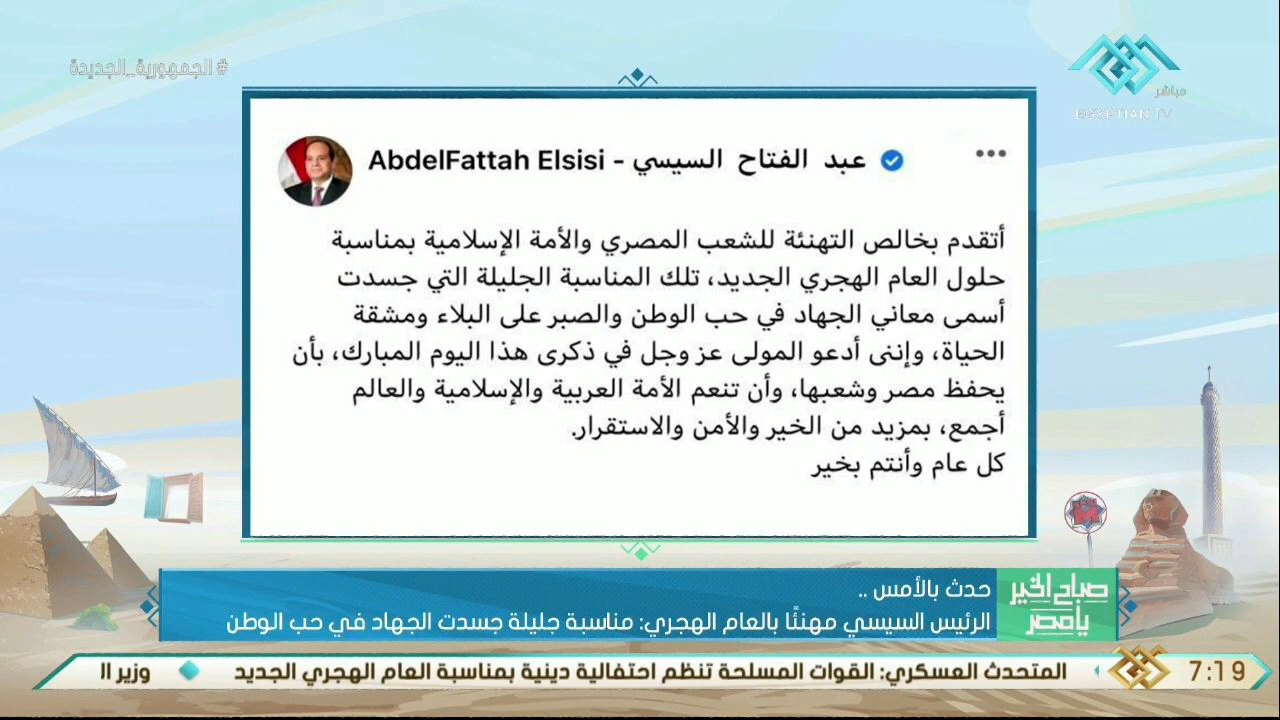 #الجمهورية_الجديدة
مباشر
EGYPTIAN TV
عبد الفتاح السيسي - AbdelFattah Elsisi
أتقدم بخالص التهنئة للشعب المصري والأمة الإسلامية بمناسبة
حلول العام الهجري الجديد، تلك المناسبة الجليلة التي جسدت
أسمى معاني الجهاد في حب الوطن والصبر على البلاء ومشقة
الحياة، وإننى أدعو المولى عز وجل في ذكرى هذا اليوم المبارك، بأن
يحفظ مصر وشعبها، وأن تنعم الأمة العربية والإسلامية والعالم
أجمع، بمزيد من الخير والأمن والاستقرار.
كل عام وأنتم بخير
صباح الخير
يا مصر
حدث بالأمس ..
الرئيس السيسي مهنئًا بالعام الهجري: مناسبة جليلة جسدت الجهاد في حب الوطن
7:19
المتحدث العسكري: القوات المسلحة تنظم احتفالية دينية بمناسبة العام الهجري الجديد
وزير ال